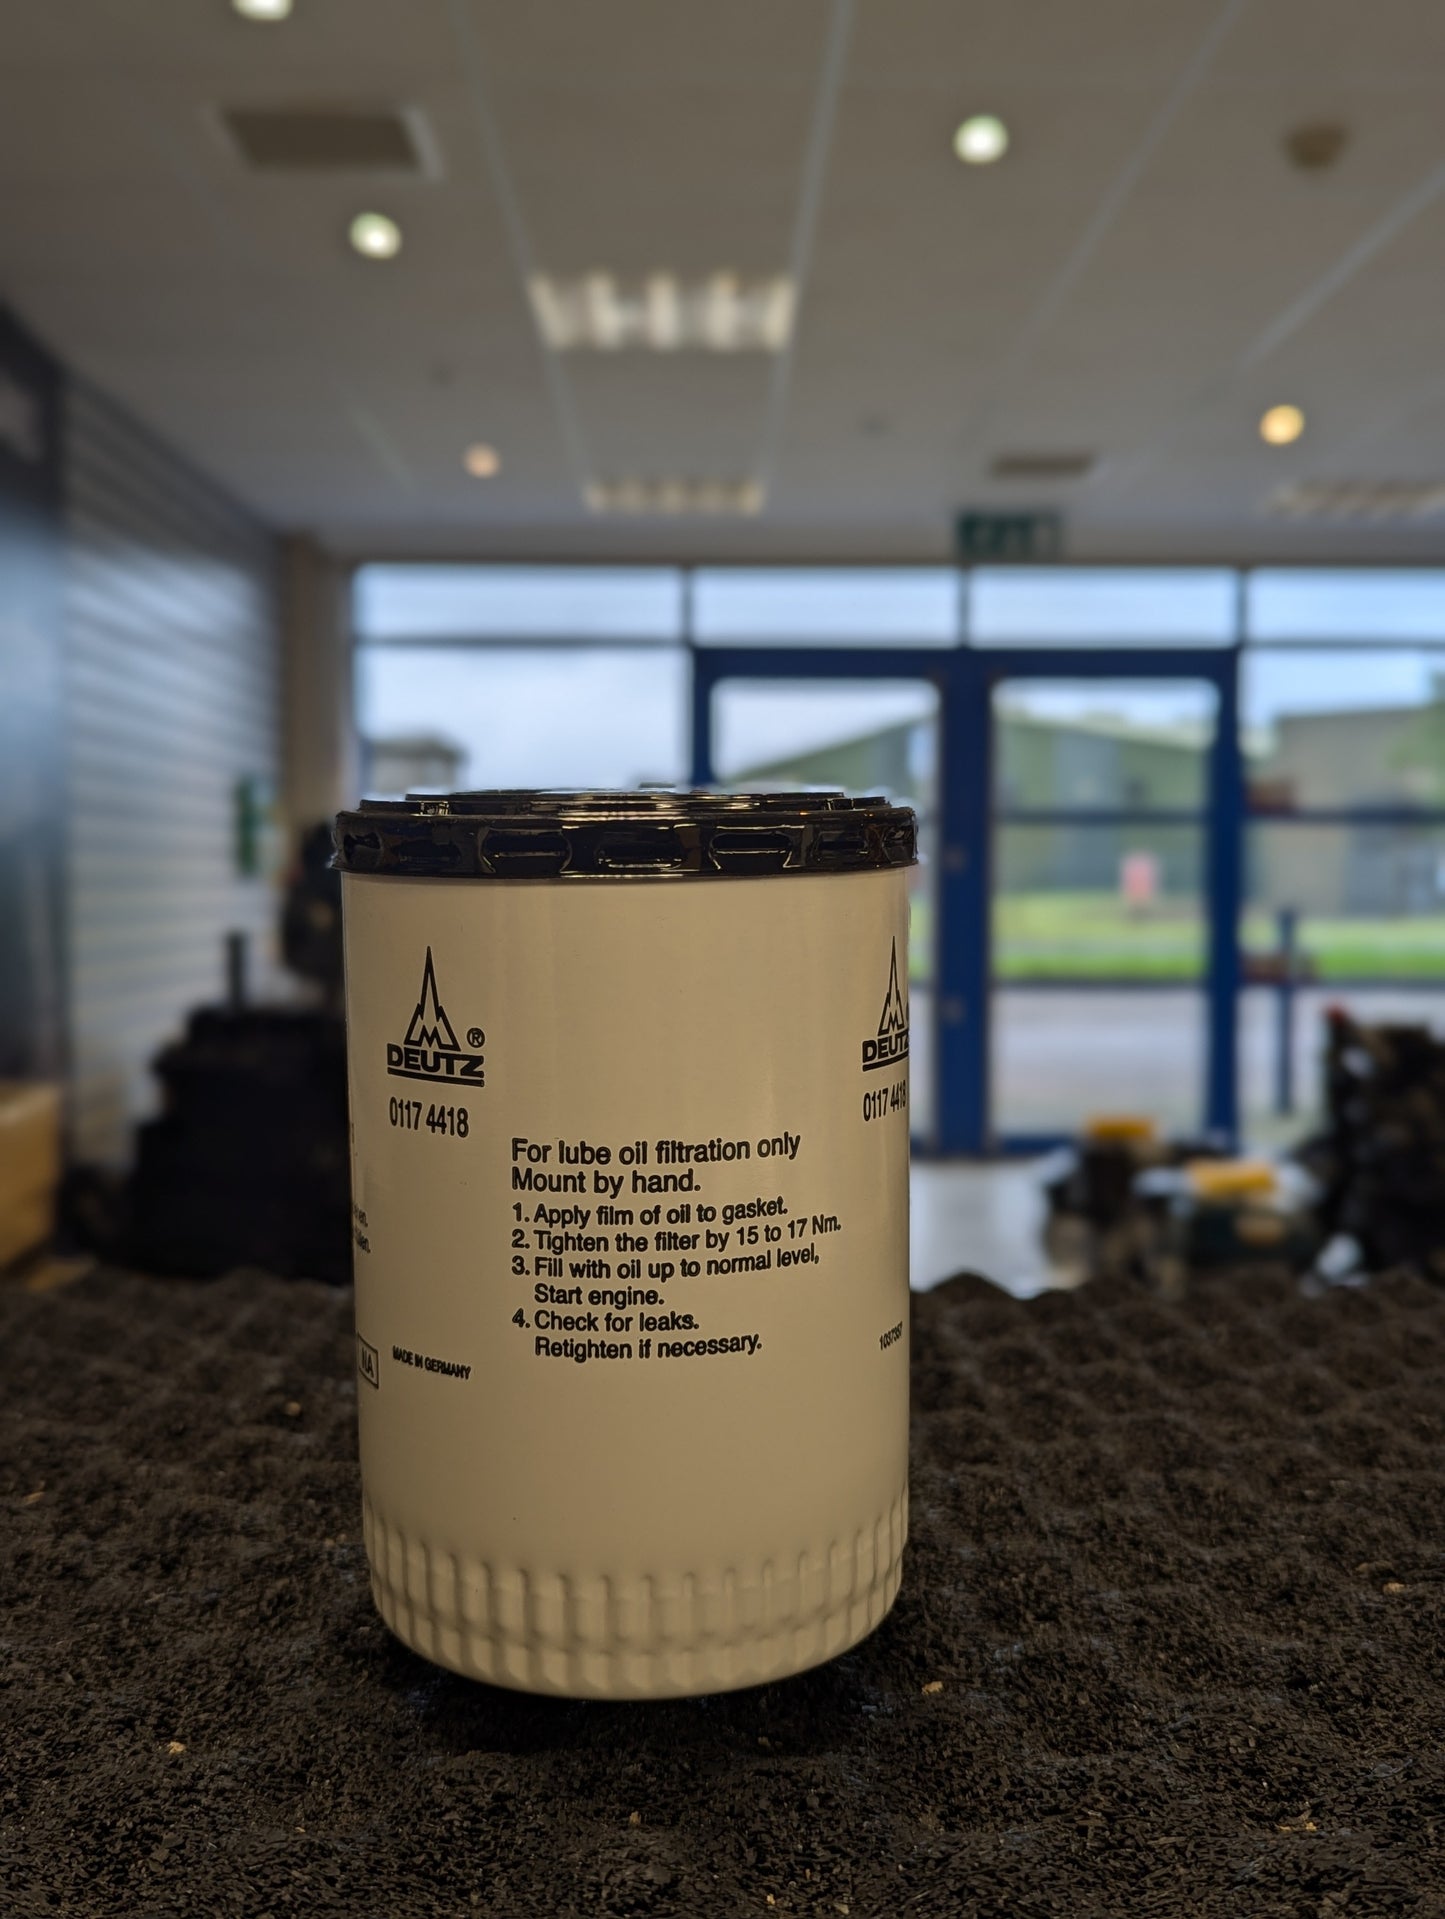 DEUTZ ®
0117 4418
For lube oil filtration only
Mount by hand.
1. Apply film of oil to gasket.
2. Tighten the filter by 15 to 17 Nm.
3. Fill with oil up to normal level,
Start engine.
4. Check for leaks.
Retighten if necessary.
MADE IN GERMANY
DEUTZ
0117 4418
EXIT